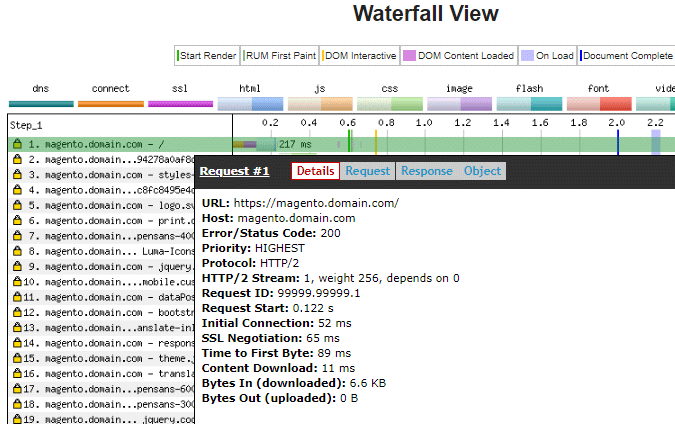 Waterfall View
Start Render RUM First Paint DOM Interactive DOM Content Loaded On Load Document Complete
dns connect ssl html js css image flash font vide
Step_1 0.2 0.4 0.6 0.8 1.0 1.2 1.4 1.6 1.8 2.0 2.2
1. magento.domain.com - / 217 ms
2. magento.domain...94278a0af8d
3. magento.domain.com - styles-
4. magento.domain...c8fc8495e4d
5. magento.domain.com - logo.sv
6. magento.domain.com - print.c
7. magento.domain...pensans-400
8. magento.domain... Luma-Icons
9. magento.domain.com - jquery.
10. magento.domain....mobile.cus
11. magento.domain.com - dataPos
12. magento.domain.com - bootstr
13. magento.domain...anslate-inl
14. magento.domain.com - respons
15. magento.domain.com - theme.j
16. magento.domain.com - transla
17. magento.domain...pensans-600
18. magento.domain...pensans-300
19. magento.domain... jquery.coo
Request #1 Details Request Response Object
URL: https://magento.domain.com/
Host: magento.domain.com
Error/Status Code: 200
Priority: HIGHEST
Protocol: HTTP/2
HTTP/2 Stream: 1, weight 256, depends on 0
Request ID: 99999.99999.1
Request Start: 0.122 s
Initial Connection: 52 ms
SSL Negotiation: 65 ms
Time to First Byte: 89 ms
Content Download: 11 ms
Bytes In (downloaded): 6.6 KB
Bytes Out (uploaded): 0 B